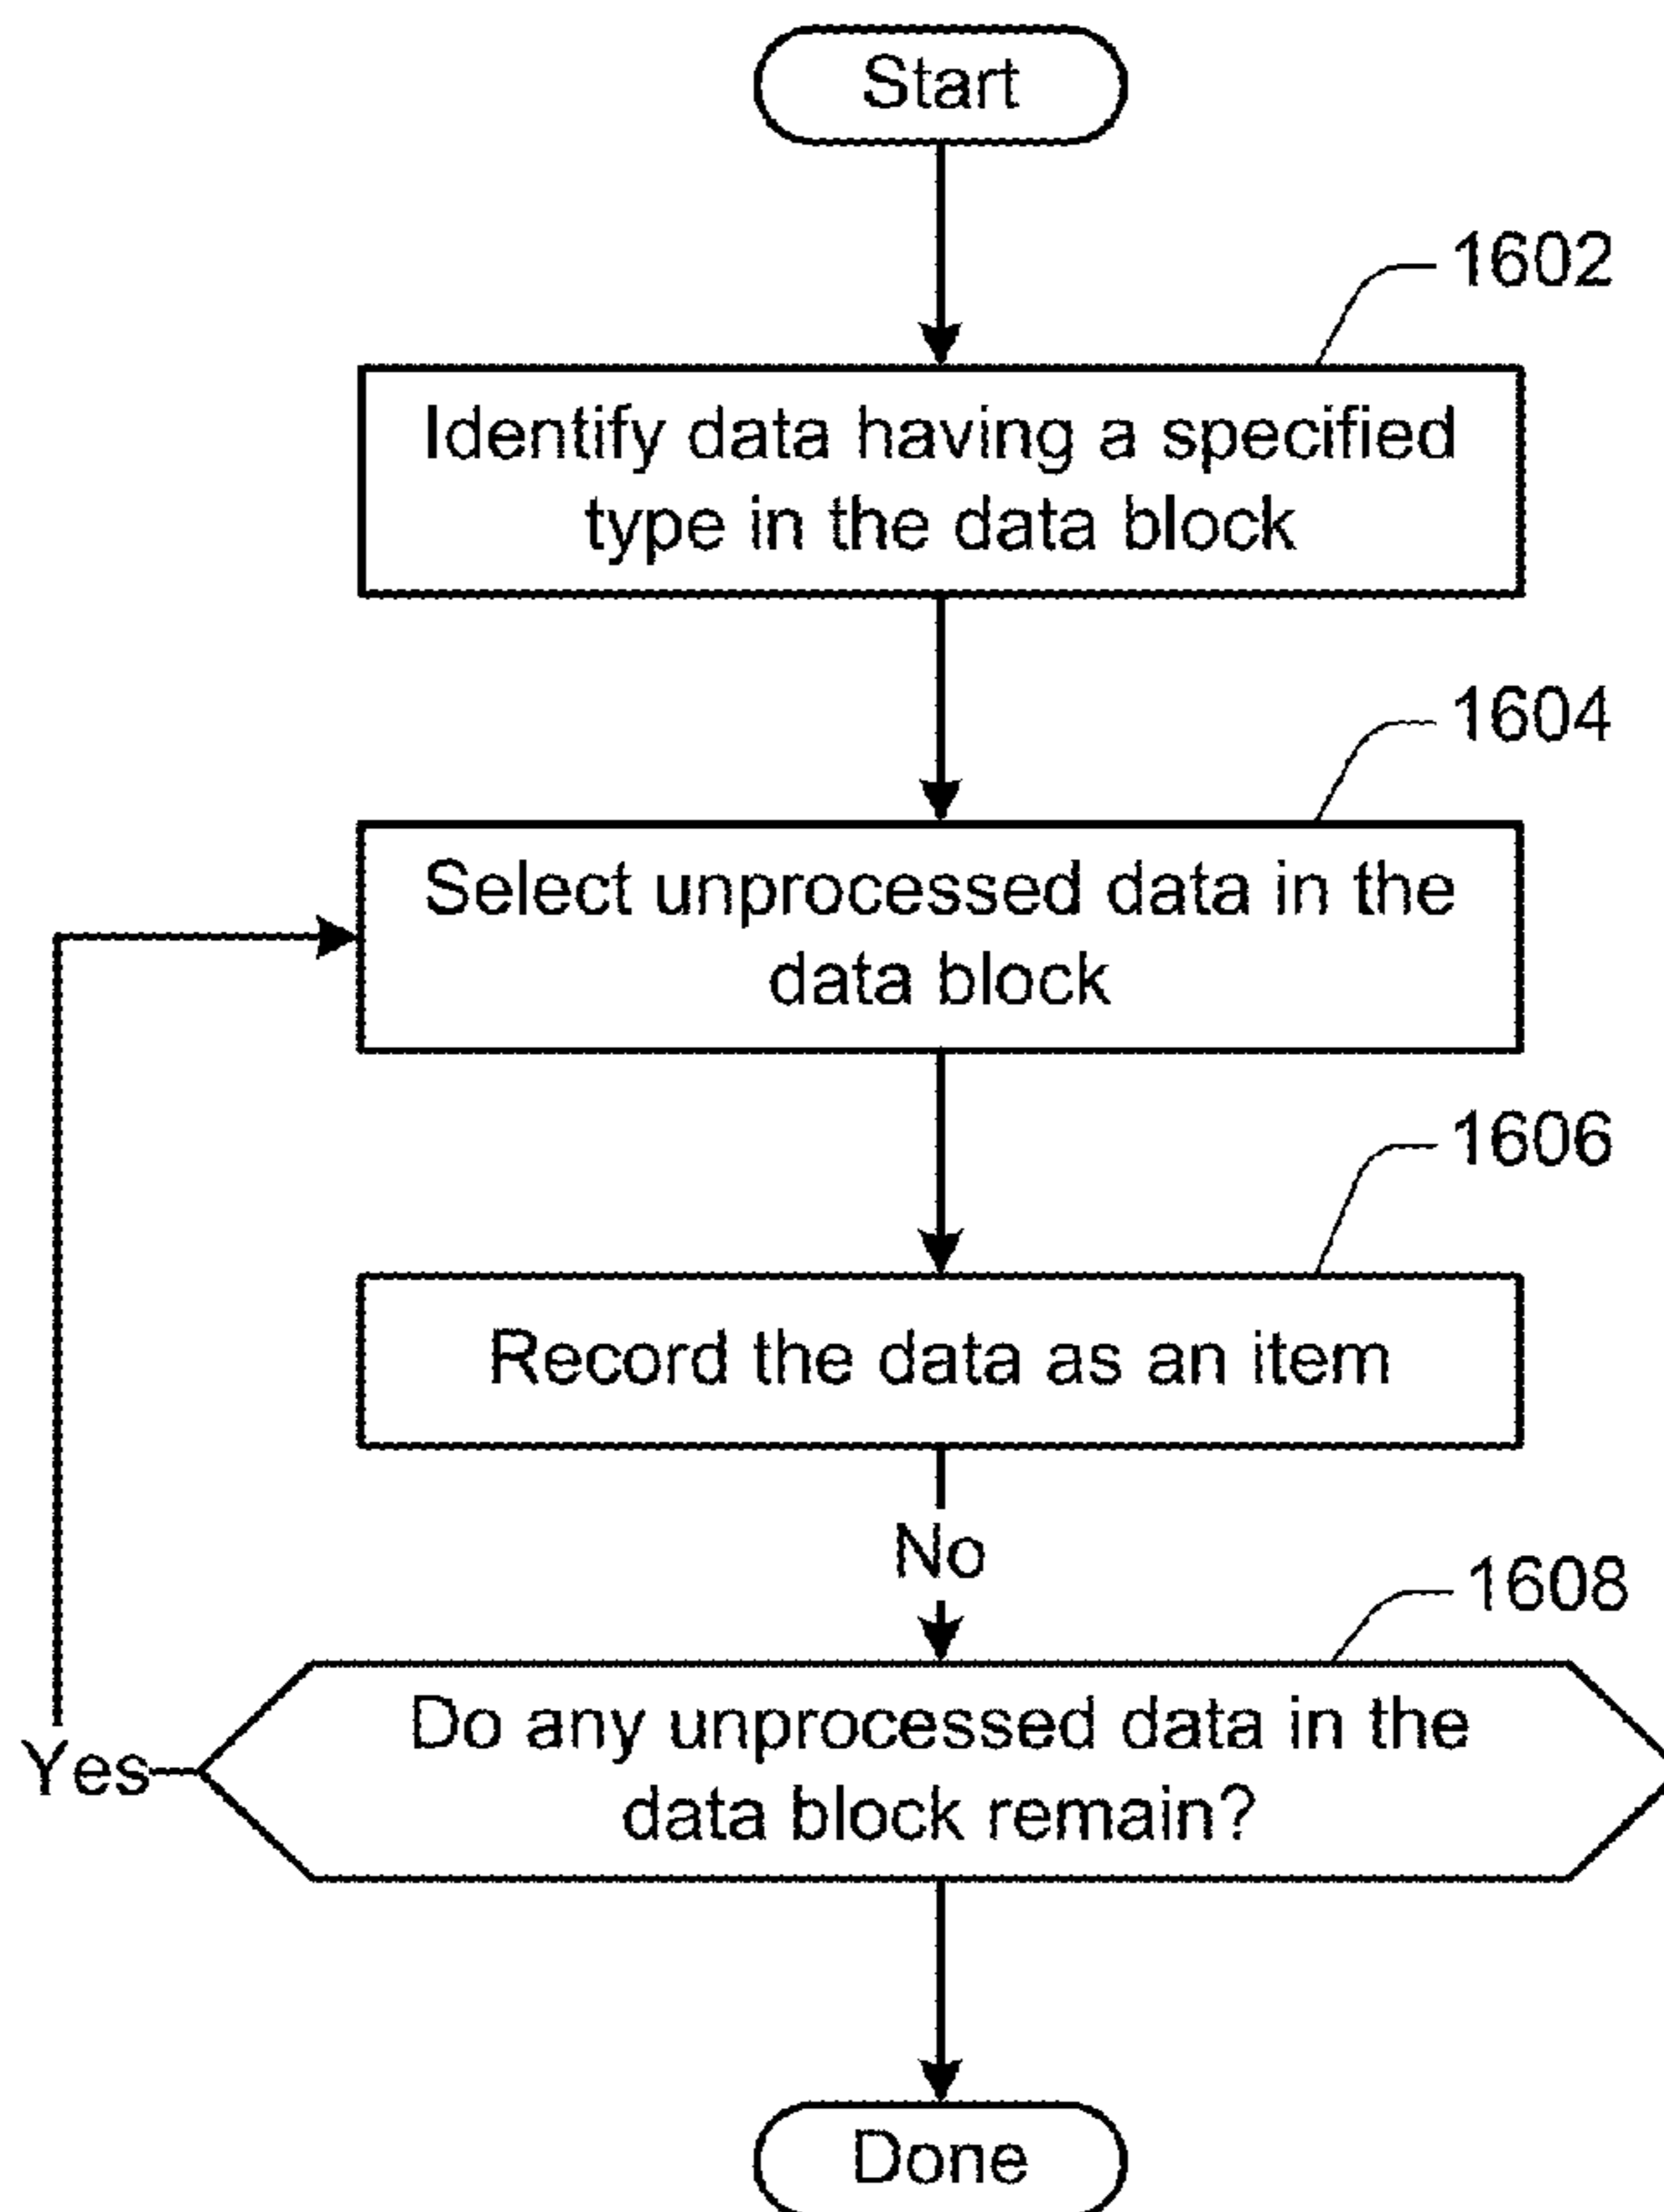 Start
1602
Identify data having a specified
type in the data block
1604
Select unprocessed data in the
data block
1606
Record the data as an item
No
1608
Do any unprocessed data in the
data block remain?
Yes
Done